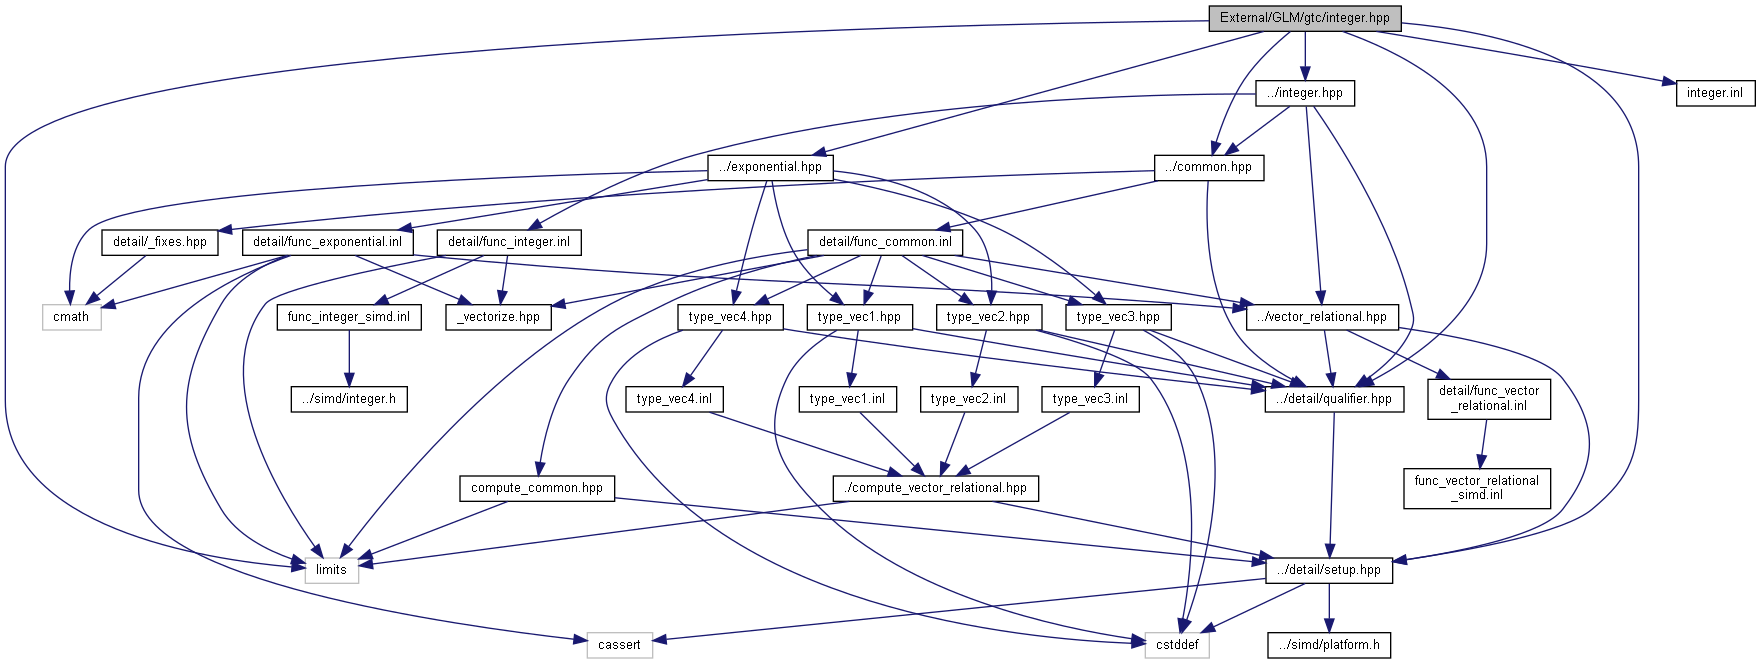 External/GLM/gtc/integer.hpp
../integer.hpp
integer.inl
../exponential.hpp
../common.hpp
detail/_fixes.hpp
detail/func_exponential.inl
detail/func_integer.inl
detail/func_common.inl
cmath
func_integer_simd.inl
_vectorize.hpp
type_vec4.hpp
type_vec1.hpp
type_vec2.hpp
type_vec3.hpp
../vector_relational.hpp
../simd/integer.h
type_vec4.inl
type_vec1.inl
type_vec2.inl
type_vec3.inl
../detail/qualifier.hpp
detail/func_vector
_relational.inl
compute_common.hpp
./compute_vector_relational.hpp
func_vector_relational
_simd.inl
limits
../detail/setup.hpp
cassert
cstddef
../simd/platform.h